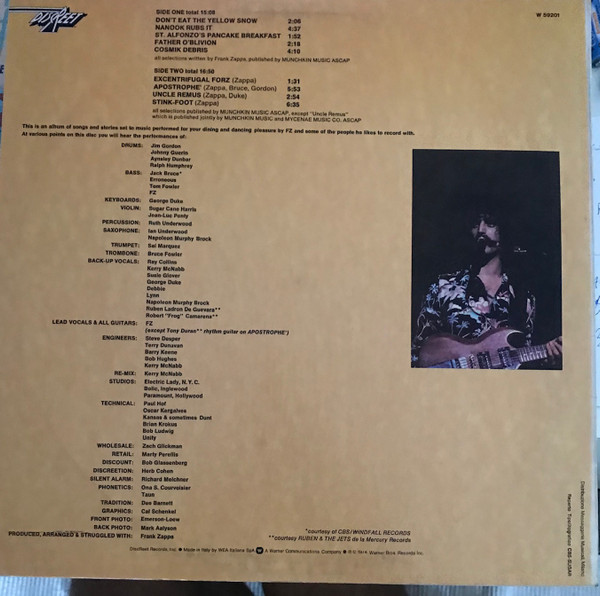 DISCREET
W 59201
SIDE ONE total 15:08
DON'T EAT THE YELLOW SNOW 2:06
NANOOK RUBS IT 4:37
ST. ALFONZO'S PANCAKE BREAKFAST 1:52
FATHER O'BLIVION 2:18
COSMIK DEBRIS 4:10
all selections written by Frank Zappa, published by MUNCHKIN MUSIC ASCAP
SIDE TWO total 16:50
EXCENTRIFUGAL FORZ (Zappa) 1:31
APOSTROPHE' (Zappa, Bruce, Gordon) 5:53
UNCLE REMUS (Zappa, Duke) 2:54
STINK-FOOT (Zappa) 6:35
all selections published by MUNCHKIN MUSIC ASCAP, except "Uncle Remus"
which is jointly published by MUNCHKIN MUSIC and MYCENAE MUSIC CO. ASCAP
This is an album of songs and stories set to music performed for your dining and dancing pleasure by FZ and some of the people he likes to record with.
At various points on this disc you will hear the performances of:
DRUMS: Jim Gordon
Johnny Guerin
Aynsley Dunbar
Ralph Humphrey
BASS: Jack Bruce*
Erroneous
Tom Fowler
FZ
KEYBOARDS: George Duke
VIOLIN: Sugar Cane Harris
Jean-Luc Ponty
PERCUSSION: Ruth Underwood
SAXOPHONE: Ian Underwood
Napoleon Murphy Brock
TRUMPET: Sal Marquez
TROMBONE: Bruce Fowler
BACK-UP VOCALS: Ray Collins
Kerry McNabb
Susie Glover
George Duke
Debbie
Lynn
Napoleon Murphy Brock
Ruben Ladron De Guevara**
Robert "Frog" Camarena**
LEAD VOCALS & ALL GUITARS: FZ
(except Tony Duran** rhythm guitar on APOSTROPHE')
ENGINEERS: Steve Desper
Terry Dunavan
Barry Keene
Bob Hughes
Kerry McNabb
RE-MIX: Kerry McNabb
STUDIOS: Electric Lady, N.Y.C.
Bolic, Inglewood
Paramount, Hollywood
TECHNICAL: Paul Hof
Oscar Kergalves
Kansas & sometimes Dunt
Brian Krokus
Bob Ludwig
Unity
WHOLESALE: Zach Glickman
RETAIL: Marty Perellis
DISCOUNT: Bob Glassenberg
DISCREETION: Herb Cohen
SILENT ALARM: Richard Melchner
PHONETICS: Ona S. Courvoisier
Taun
TRADITION: Dee Barnett
GRAPHICS: Cal Schenkel
FRONT PHOTO: Emerson-Loew
BACK PHOTO: Mark Aalyson
PRODUCED, ARRANGED & STRUGGLED WITH: Frank Zappa
*courtesy of CBS/WINDFALL RECORDS
**courtesy RUBEN & THE JETS de la Mercury Records
DiscReet Records Inc. • Made in Italy by WEA Italiana SpA • A Warner Communications Company • ℗ © 1974 Warner Bros. Records Inc.
Distribuzione Messaggerie Musicali, Milano